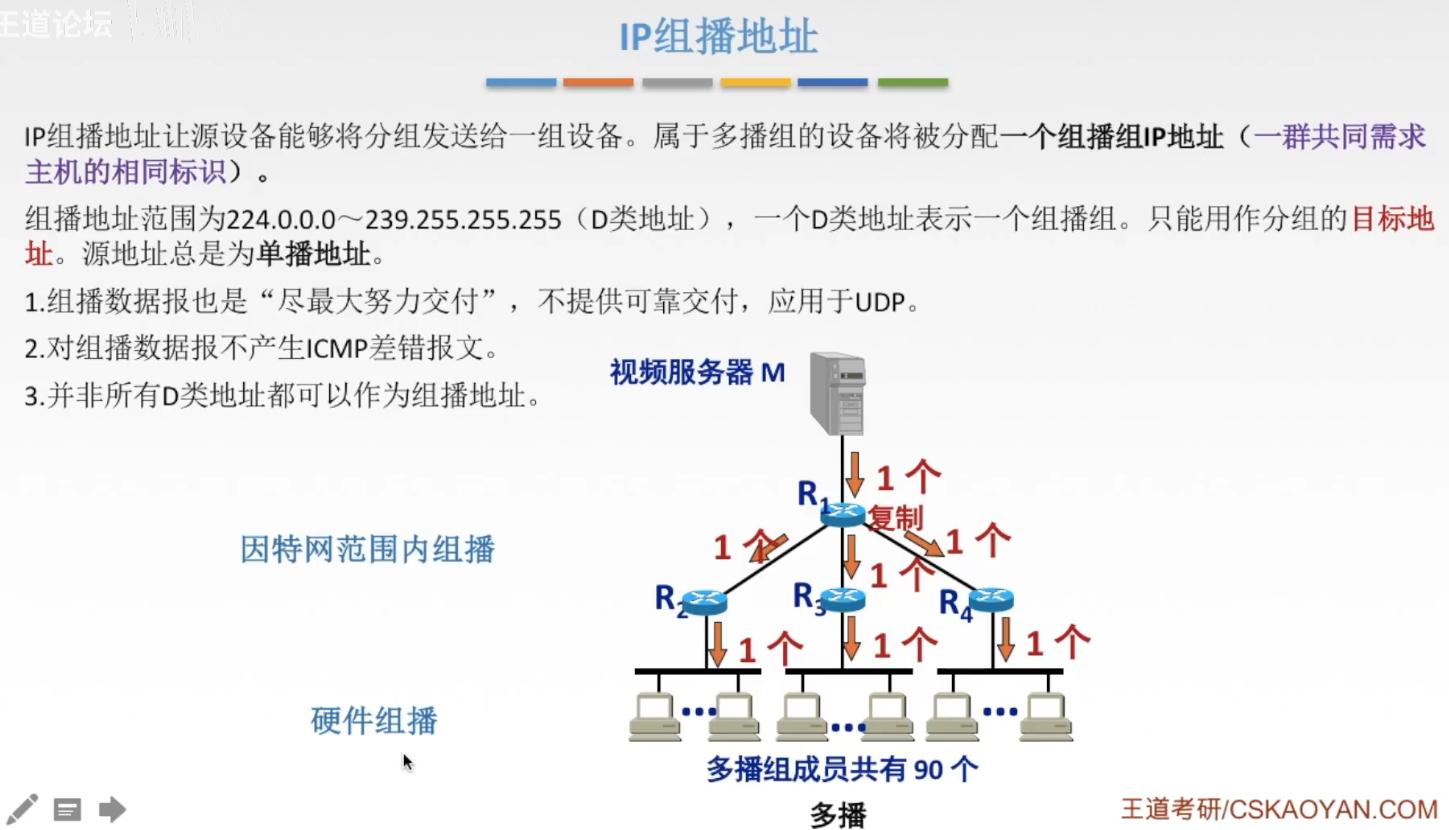 王道论坛
IP组播地址
IP组播地址让源设备能够将分组发送给一组设备。属于多播组的设备将被分配一个组播组IP地址（一群共同需求
主机的相同标识）。
组播地址范围为224.0.0.0～239.255.255.255（D类地址），一个D类地址表示一个组播组。只能用作分组的目标地
址。源地址总是为单播地址。
1.组播数据报也是“尽最大努力交付”，不提供可靠交付，应用于UDP。
2.对组播数据报不产生ICMP差错报文。
3.并非所有D类地址都可以作为组播地址。
视频服务器 M
1 个
R1
复制
1 个
1 个
1 个
因特网范围内组播
R2
R3
R4
1 个
1 个
1 个
硬件组播
多播组成员共有 90 个
多播
王道考研/CSKAOYAN.COM